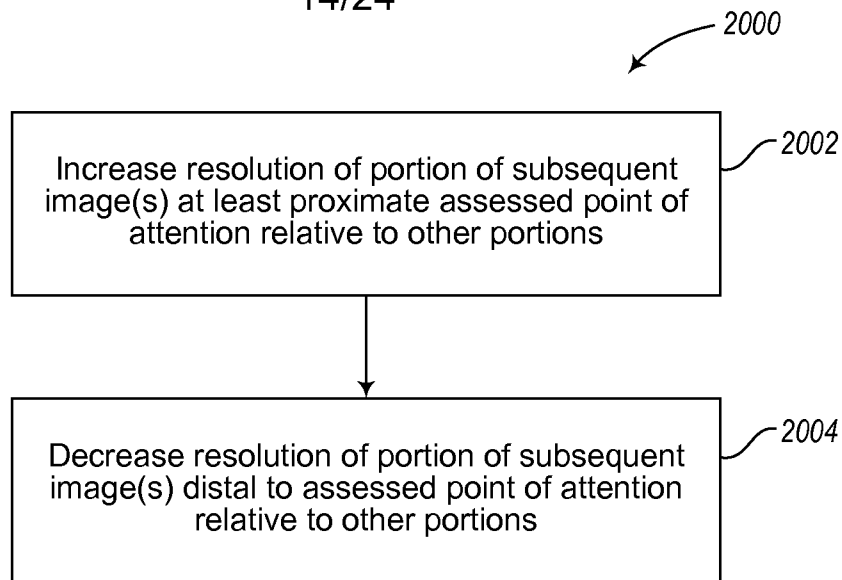 14/24
2000
Increase resolution of portion of subsequent
image(s) at least proximate assessed point of
attention relative to other portions
2002
Decrease resolution of portion of subsequent
image(s) distal to assessed point of attention
relative to other portions
2004